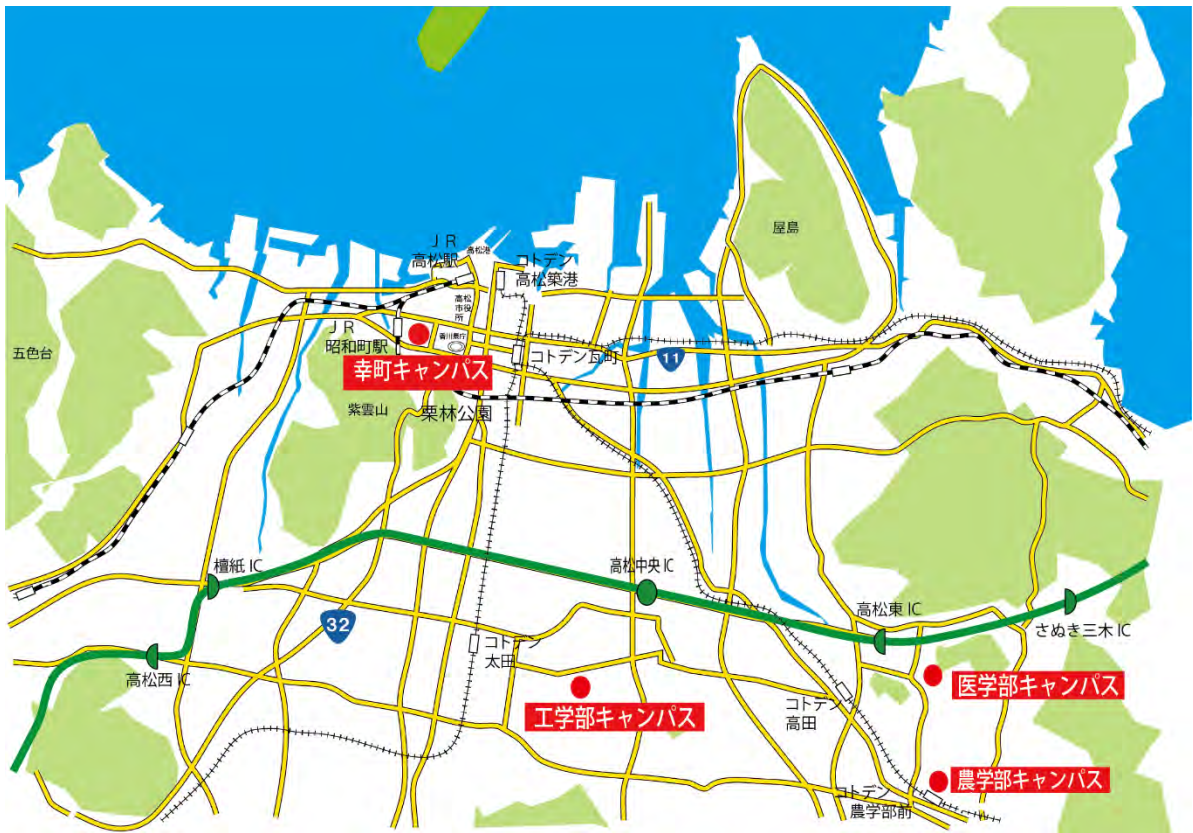 屋島
ＪＲ
高松駅
高松港
コトデン
高松築港
高松
市役
所
ＪＲ
昭和町駅
香川県庁
五色台
コトデン瓦町
11
幸町キャンパス
紫雲山
栗林公園
檀紙 IC
高松中央 IC
高松東 IC
さぬき三木 IC
32
コトデン
太田
高松西 IC
医学部キャンパス
コトデン
高田
工学部キャンパス
農学部キャンパス
コトデン
農学部前